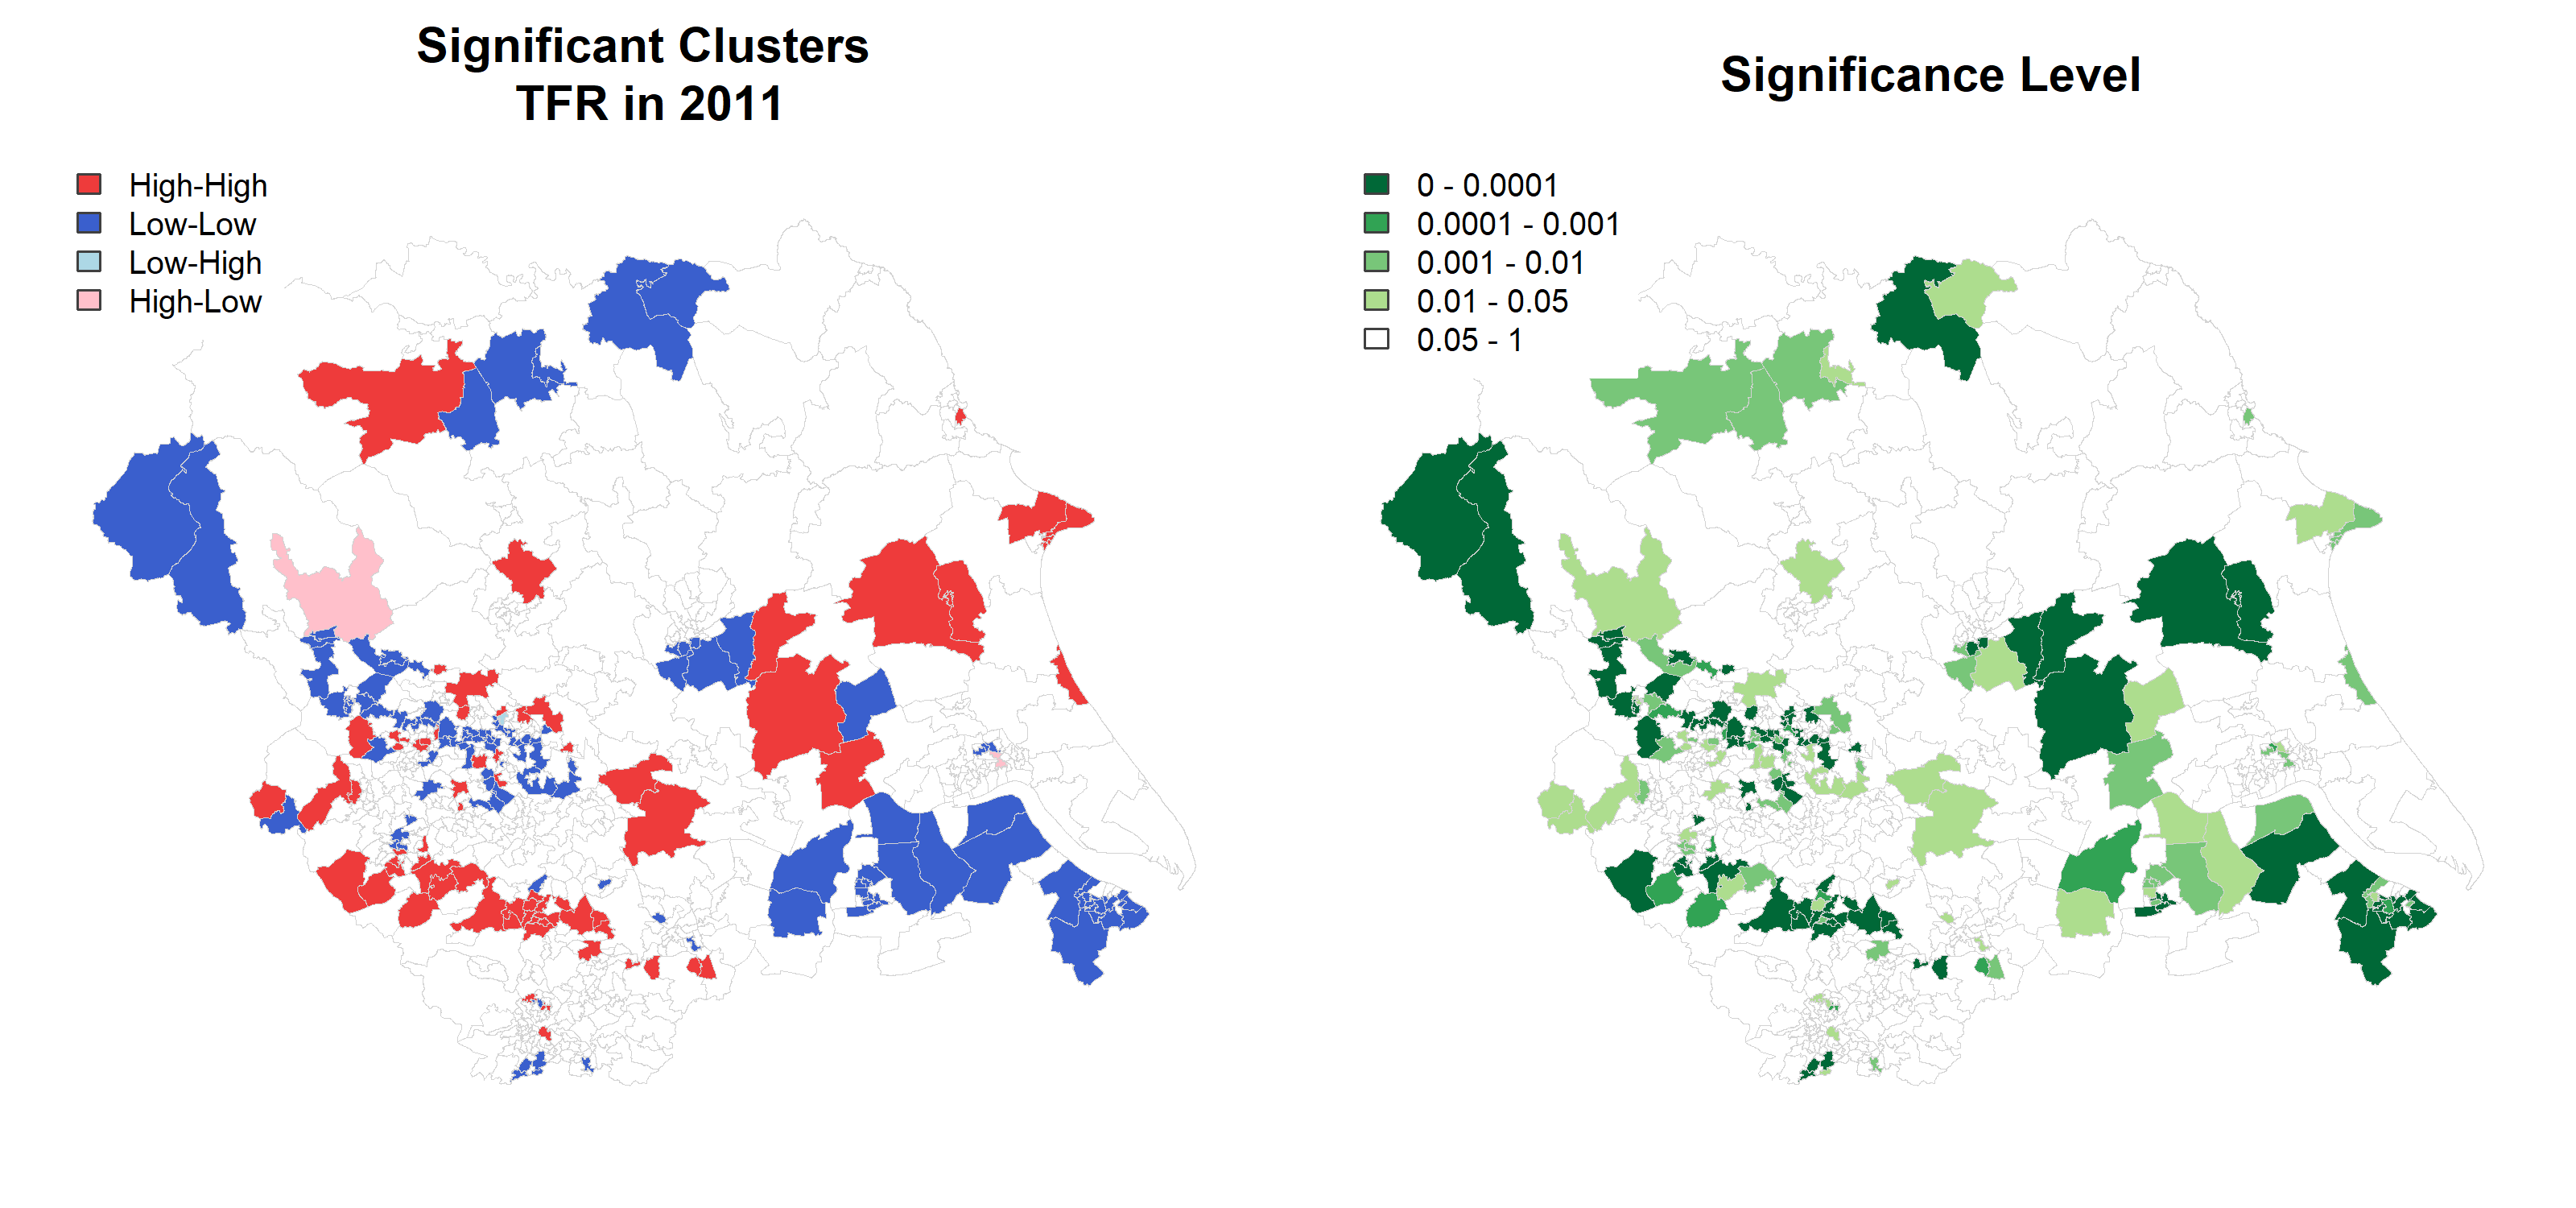 Significant Clusters
TFR in 2011
High-High
Low-Low
Low-High
High-Low
Significance Level
0 - 0.0001
0.0001 - 0.001
0.001 - 0.01
0.01 - 0.05
0.05 - 1